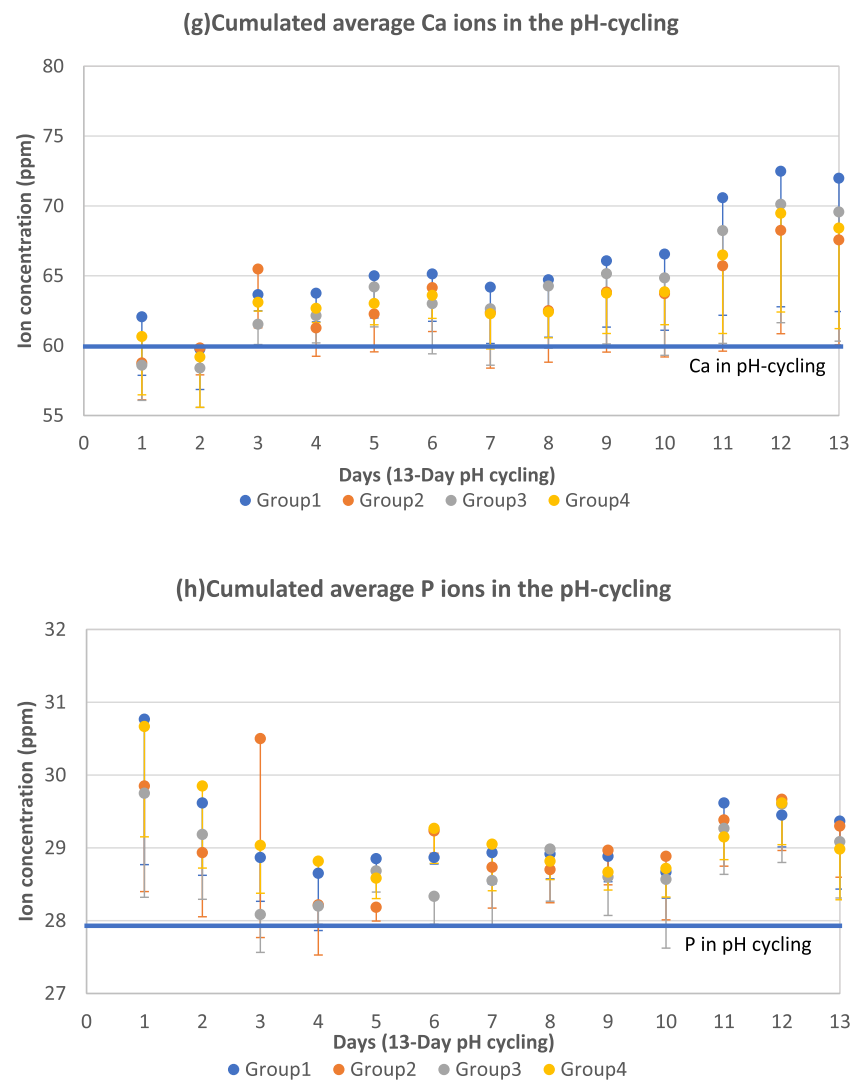 (g)Cumulated average Ca ions in the pH-cycling
80
75
70
65
60
55
Ion concentration (ppm)
Ca in pH-cycling
0 1 2 3 4 5 6 7 8 9 10 11 12 13
Days (13-Day pH cycling)
Group1 Group2 Group3 Group4
(h)Cumulated average P ions in the pH-cycling
32
31
30
29
28
27
Ion concentration (ppm)
P in pH cycling
0 1 2 3 4 5 6 7 8 9 10 11 12 13
Days (13-Day pH cycling)
Group1 Group2 Group3 Group4